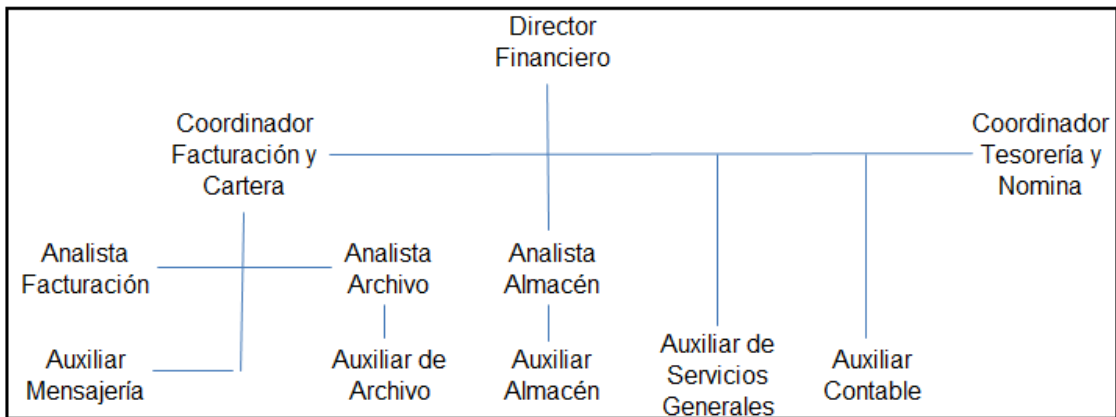 Director
Financiero
Coordinador
Facturación y
Cartera
Coordinador
Tesorería y
Nomina
Analista
Facturación
Analista
Archivo
Analista
Almacén
Auxiliar
Mensajería
Auxiliar de
Archivo
Auxiliar
Almacén
Auxiliar de
Servicios
Generales
Auxiliar
Contable